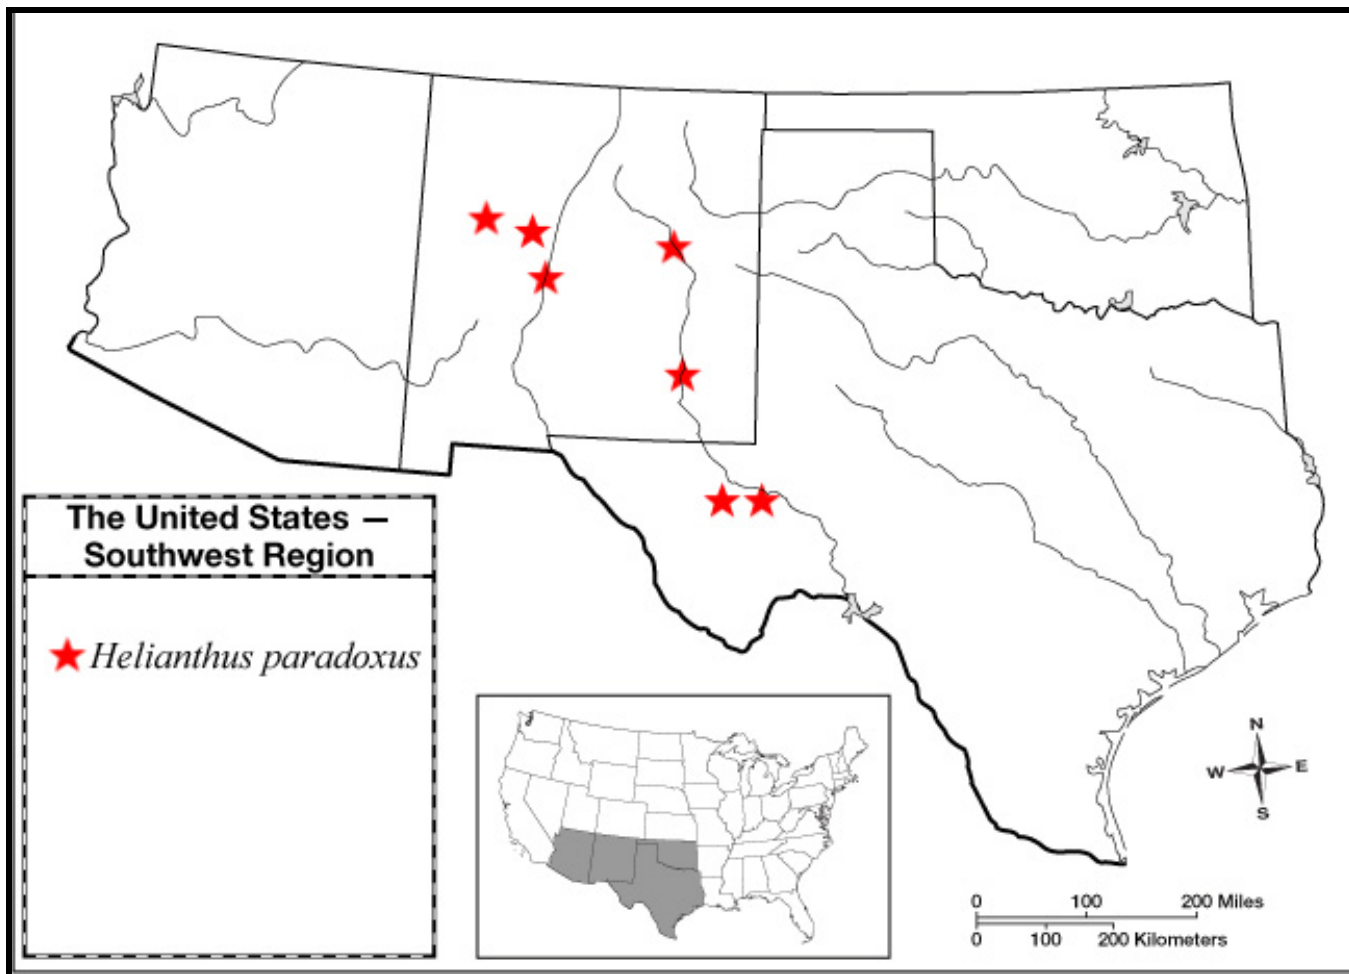 The United States —
Southwest Region
Helianthus paradoxus
N
W E
S
0 100 200 Miles
0 100 200 Kilometers